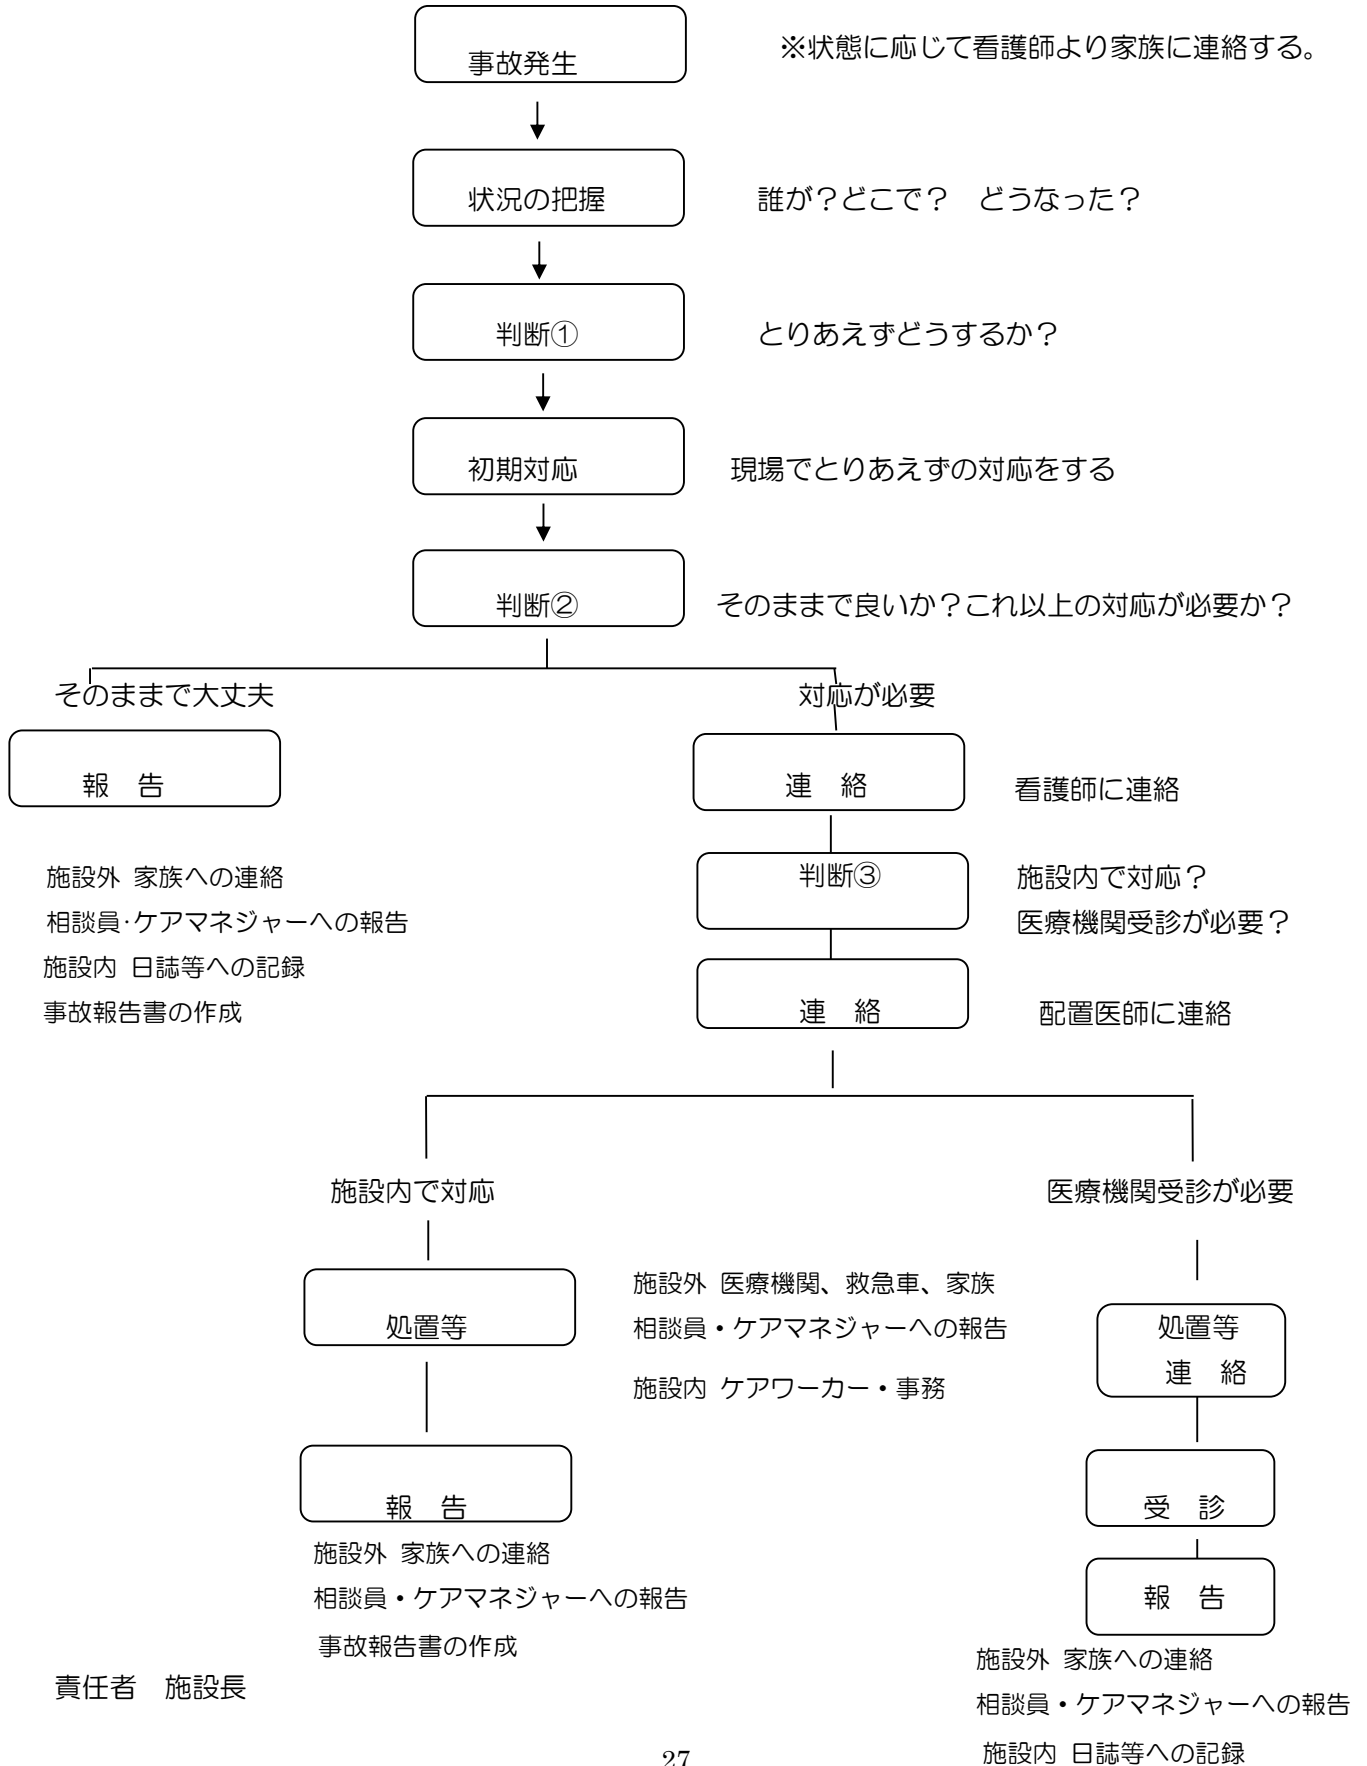 事故発生
※状態に応じて看護師より家族に連絡する。
状況の把握
誰が？どこで？　どうなった？
判断①
とりあえずどうするか？
初期対応
現場でとりあえずの対応をする
判断②
そのままで良いか？これ以上の対応が必要か？
そのままで大丈夫
対応が必要
報　告
連　絡
看護師に連絡
施設外 家族への連絡
相談員･ケアマネジャーへの報告
施設内 日誌等への記録
事故報告書の作成
判断③
施設内で対応？
医療機関受診が必要？
連　絡
配置医師に連絡
施設内で対応
医療機関受診が必要
処置等
施設外 医療機関、救急車、家族
相談員・ケアマネジャーへの報告
施設内 ケアワーカー・事務
処置等
連　絡
報　告
施設外 家族への連絡
相談員・ケアマネジャーへの報告
事故報告書の作成
受　診
報　告
施設外 家族への連絡
相談員・ケアマネジャーへの報告
施設内 日誌等への記録
責任者　施設長
27